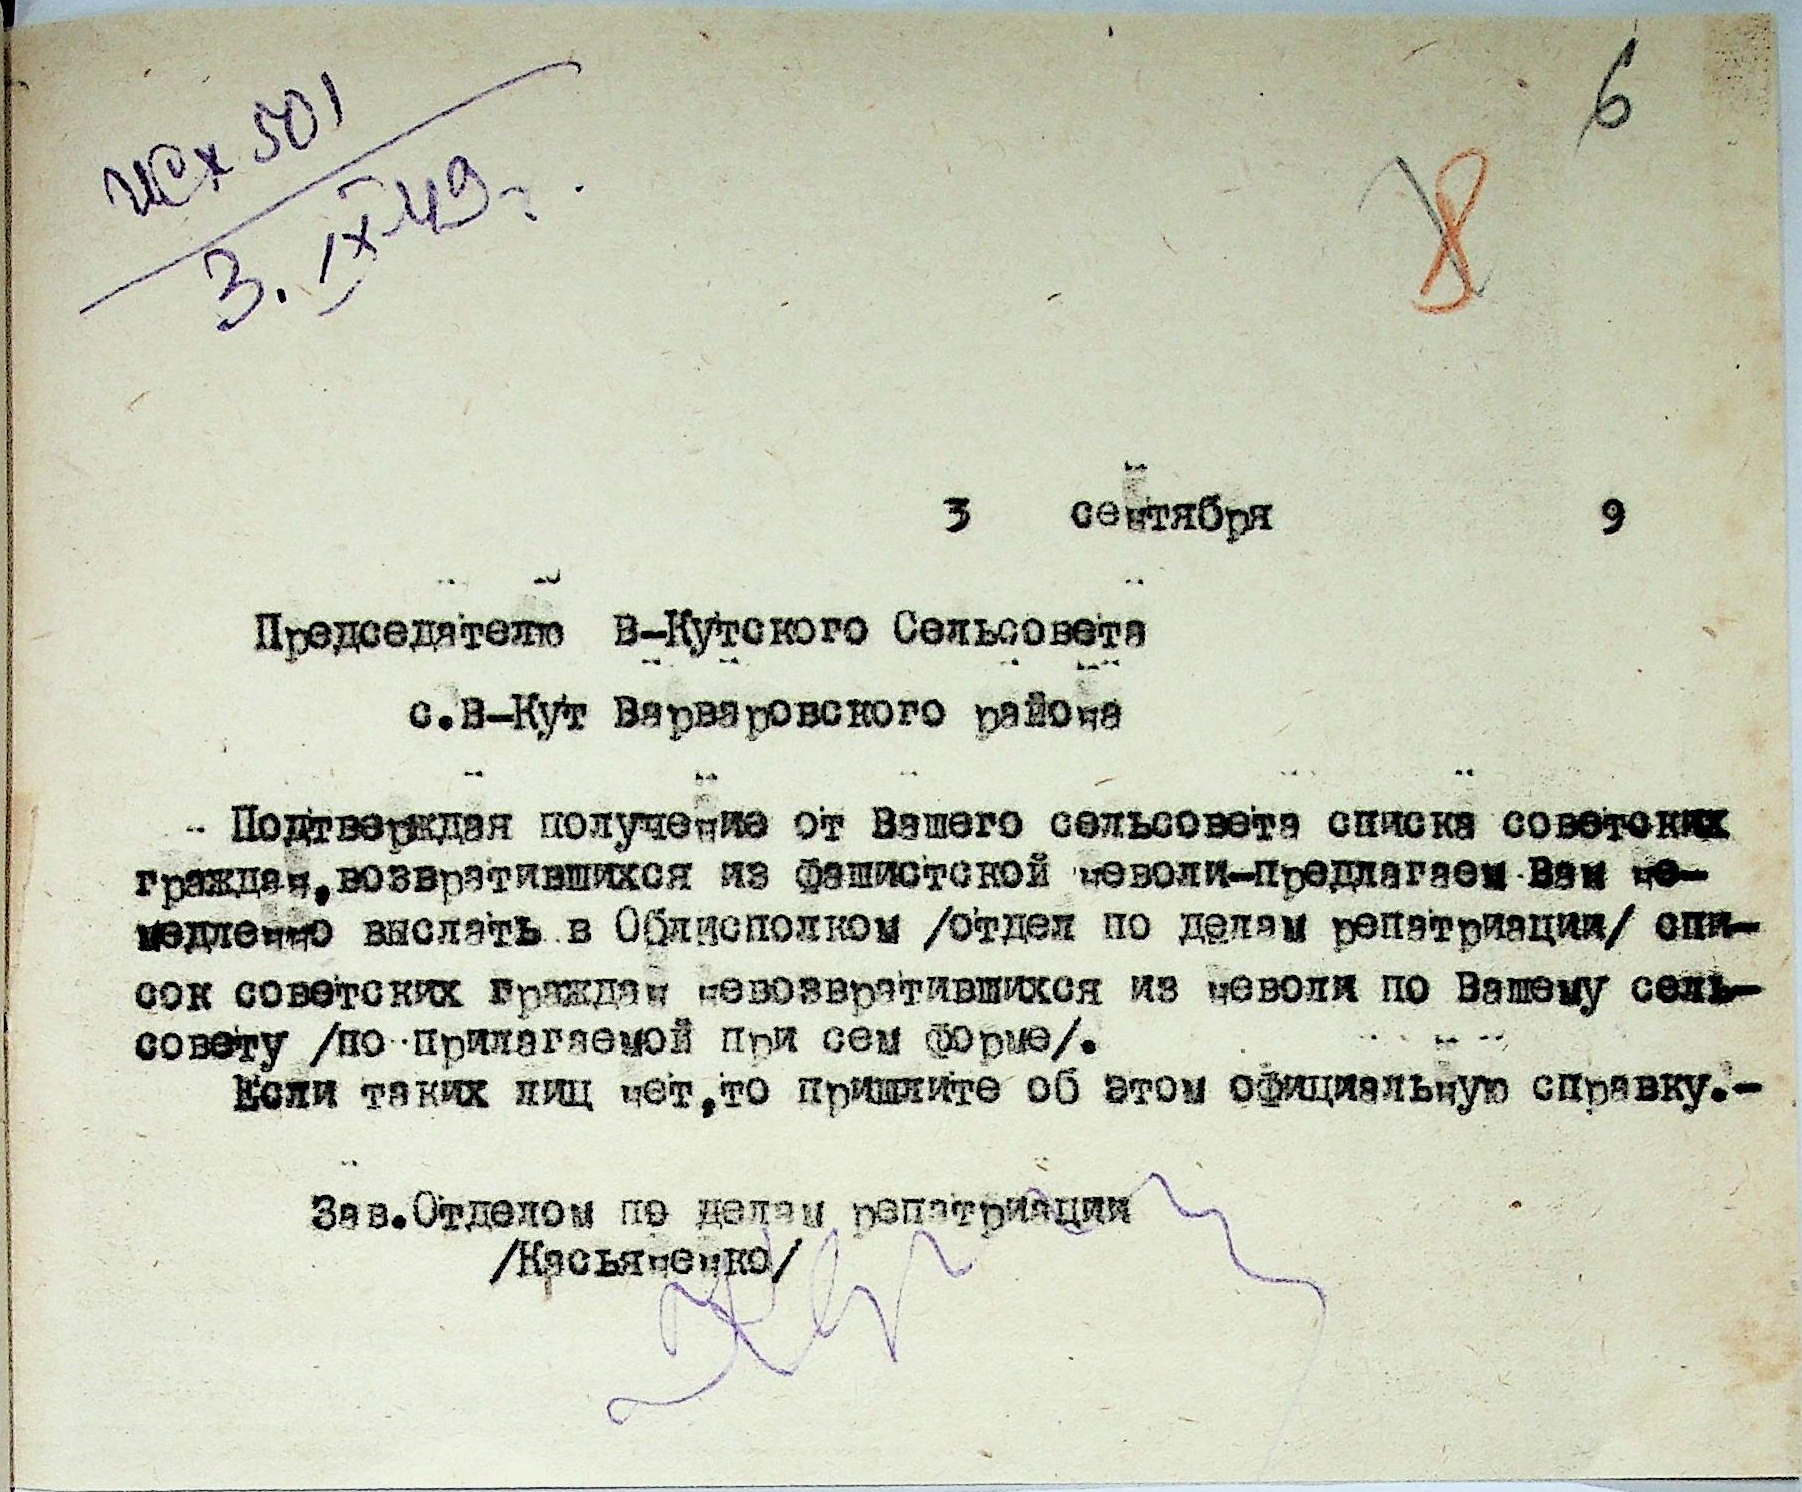 исх 501
3. IX 49 г.
6
8
3 сентября 9
Председателю В-Кутского Сельсовета
с.В-Кут Варваровского района
Подтверждая получение от Вашего сельсовета списка советских
граждан,возвратившихся из фашистской неволи-предлагаем Вам не-
медленно выслать в Облисполком /отдел по делам репатриации/ спи-
сок советских граждан невозвратившихся из неволи по Вашему сель-
совету /по прилагаемой при сем форме/.
Если таких лиц нет,то пришлите об этом официальную справку.-
Зав.Отделом по делам репатриации
/Касьяненко/